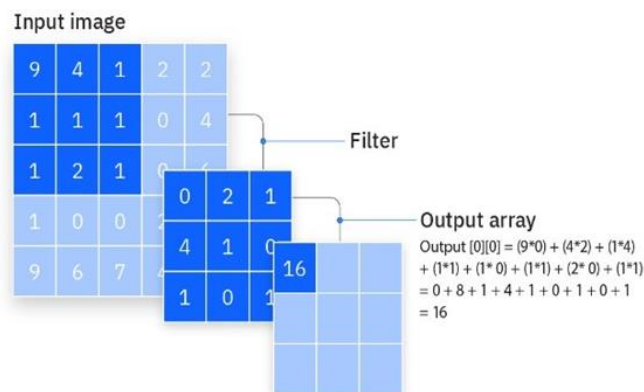 Input image
9 4 1 2 2
1 1 1 0 4
Filter
1 2 1 0
0 2 1
Output array
1 0 0
4 1 0
Output [0][0] = (9*0) + (4*2) + (1*4)
16
+ (1*1) + (1* 0) + (1*1) + (2* 0) + (1*1)
9 6 7
1 0 1
= 0 + 8 + 1 + 4 + 1 + 0 + 1 + 0 + 1
= 16